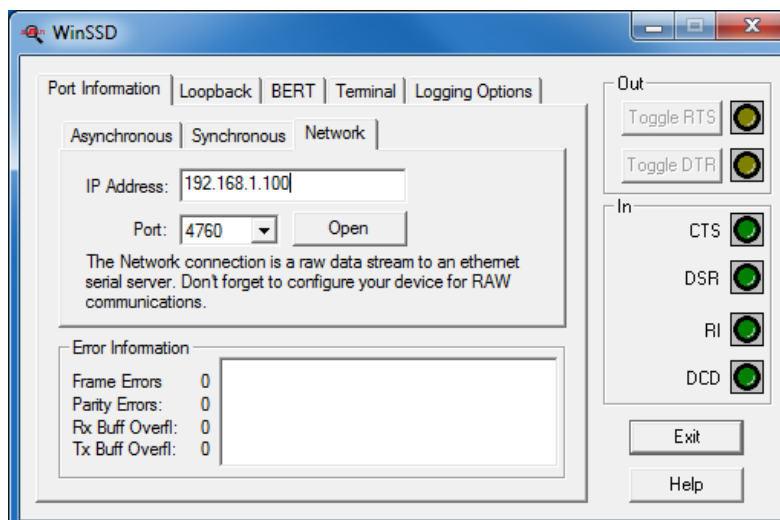 WinSSD
Port Information
Loopback
BERT
Terminal
Logging Options
Asynchronous
Synchronous
Network
IP Address:
192.168.1.100
Port:
4760
Open
The Network connection is a raw data stream to an ethernet
serial server. Don't forget to configure your device for RAW
communications.
Error Information
Frame Errors 0
Parity Errors: 0
Rx Buff Overfl: 0
Tx Buff Overfl: 0
Out
Toggle RTS
Toggle DTR
In
CTS
DSR
RI
DCD
Exit
Help